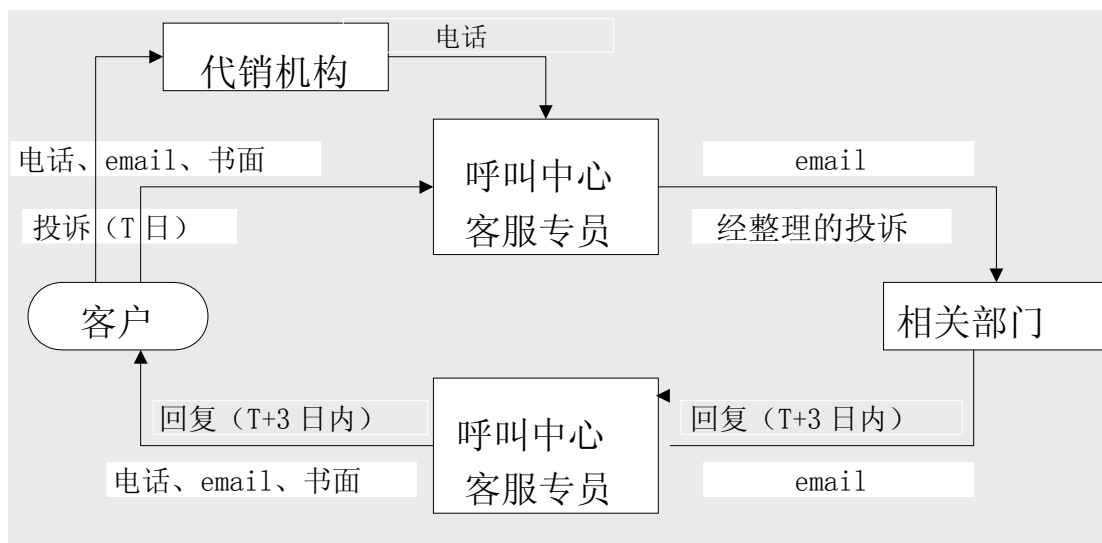 电话
代销机构
电话、email、书面
呼叫中心
客服专员
email
投诉（T 日）
经整理的投诉
客户
相关部门
回复（T+3 日内）
呼叫中心
客服专员
回复（T+3 日内）
电话、email、书面
email